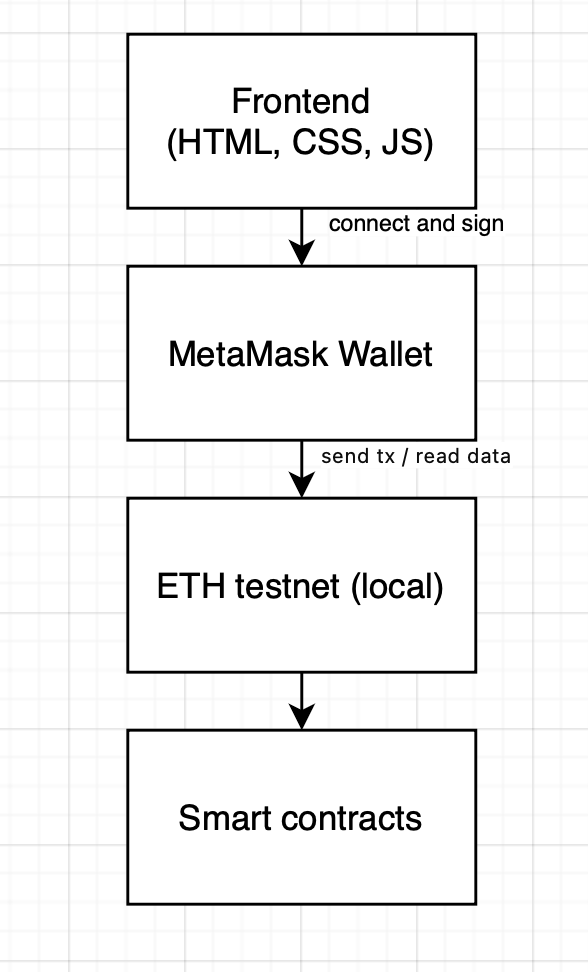 Frontend
(HTML, CSS, JS)
connect and sign
MetaMask Wallet
send tx / read data
ETH testnet (local)
Smart contracts